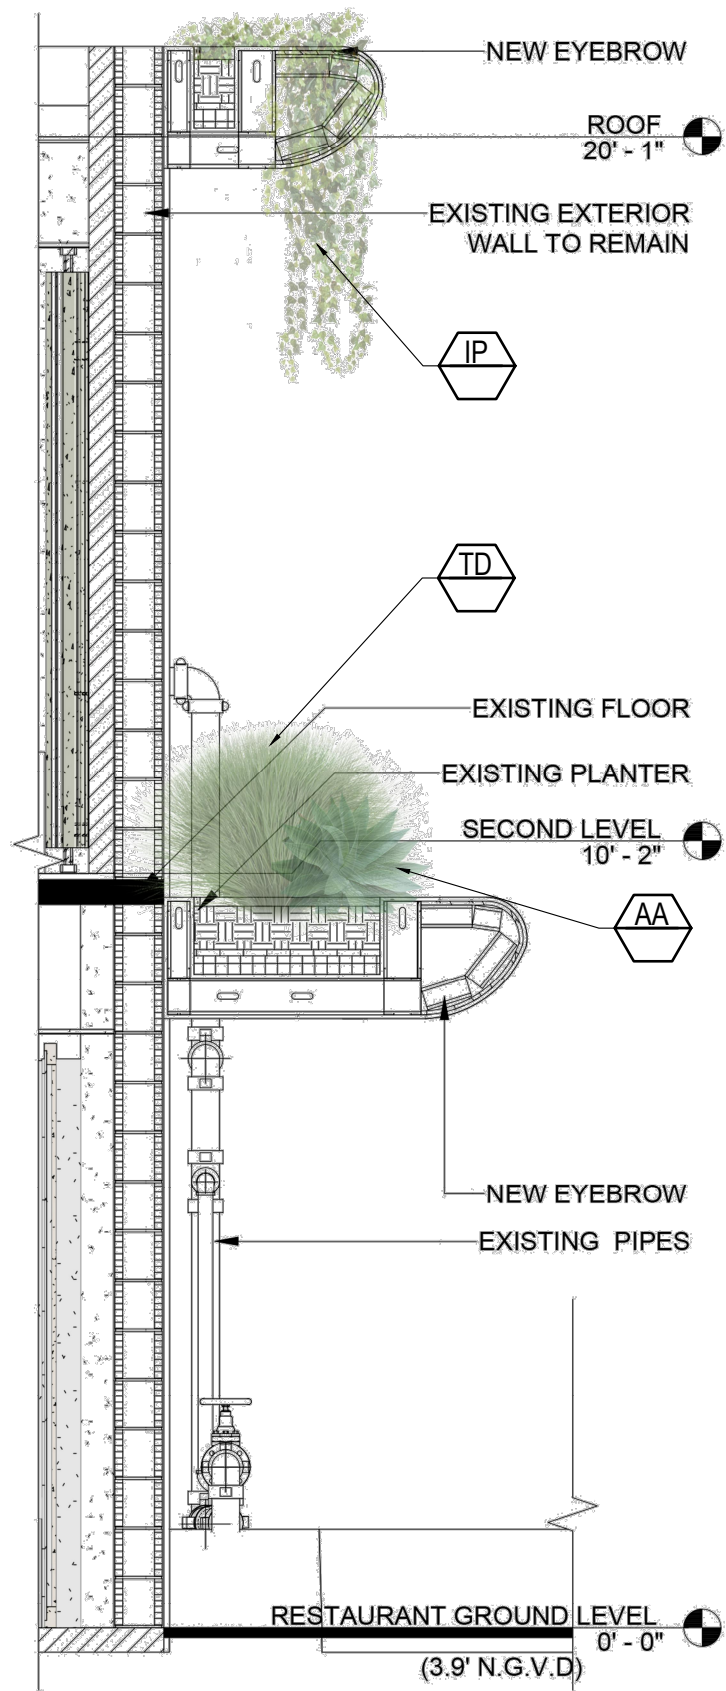 NEW EYEBROW
ROOF
20' - 1"
EXISTING EXTERIOR
WALL TO REMAIN
IP
TD
EXISTING FLOOR
EXISTING PLANTER
SECOND LEVEL
10' - 2"
AA
NEW EYEBROW
EXISTING PIPES
RESTAURANT GROUND LEVEL
0' - 0"
(3.9' N.G.V.D)